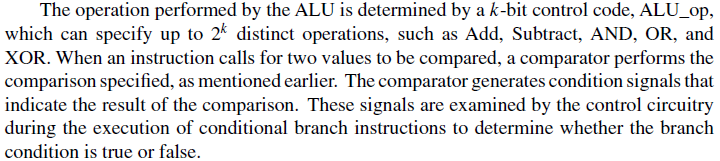 The operation performed by the ALU is determined by a k-bit control code, ALU_op,
which can specify up to 2^k distinct operations, such as Add, Subtract, AND, OR, and
XOR. When an instruction calls for two values to be compared, a comparator performs the
comparison specified, as mentioned earlier. The comparator generates condition signals that
indicate the result of the comparison. These signals are examined by the control circuitry
during the execution of conditional branch instructions to determine whether the branch
condition is true or false.